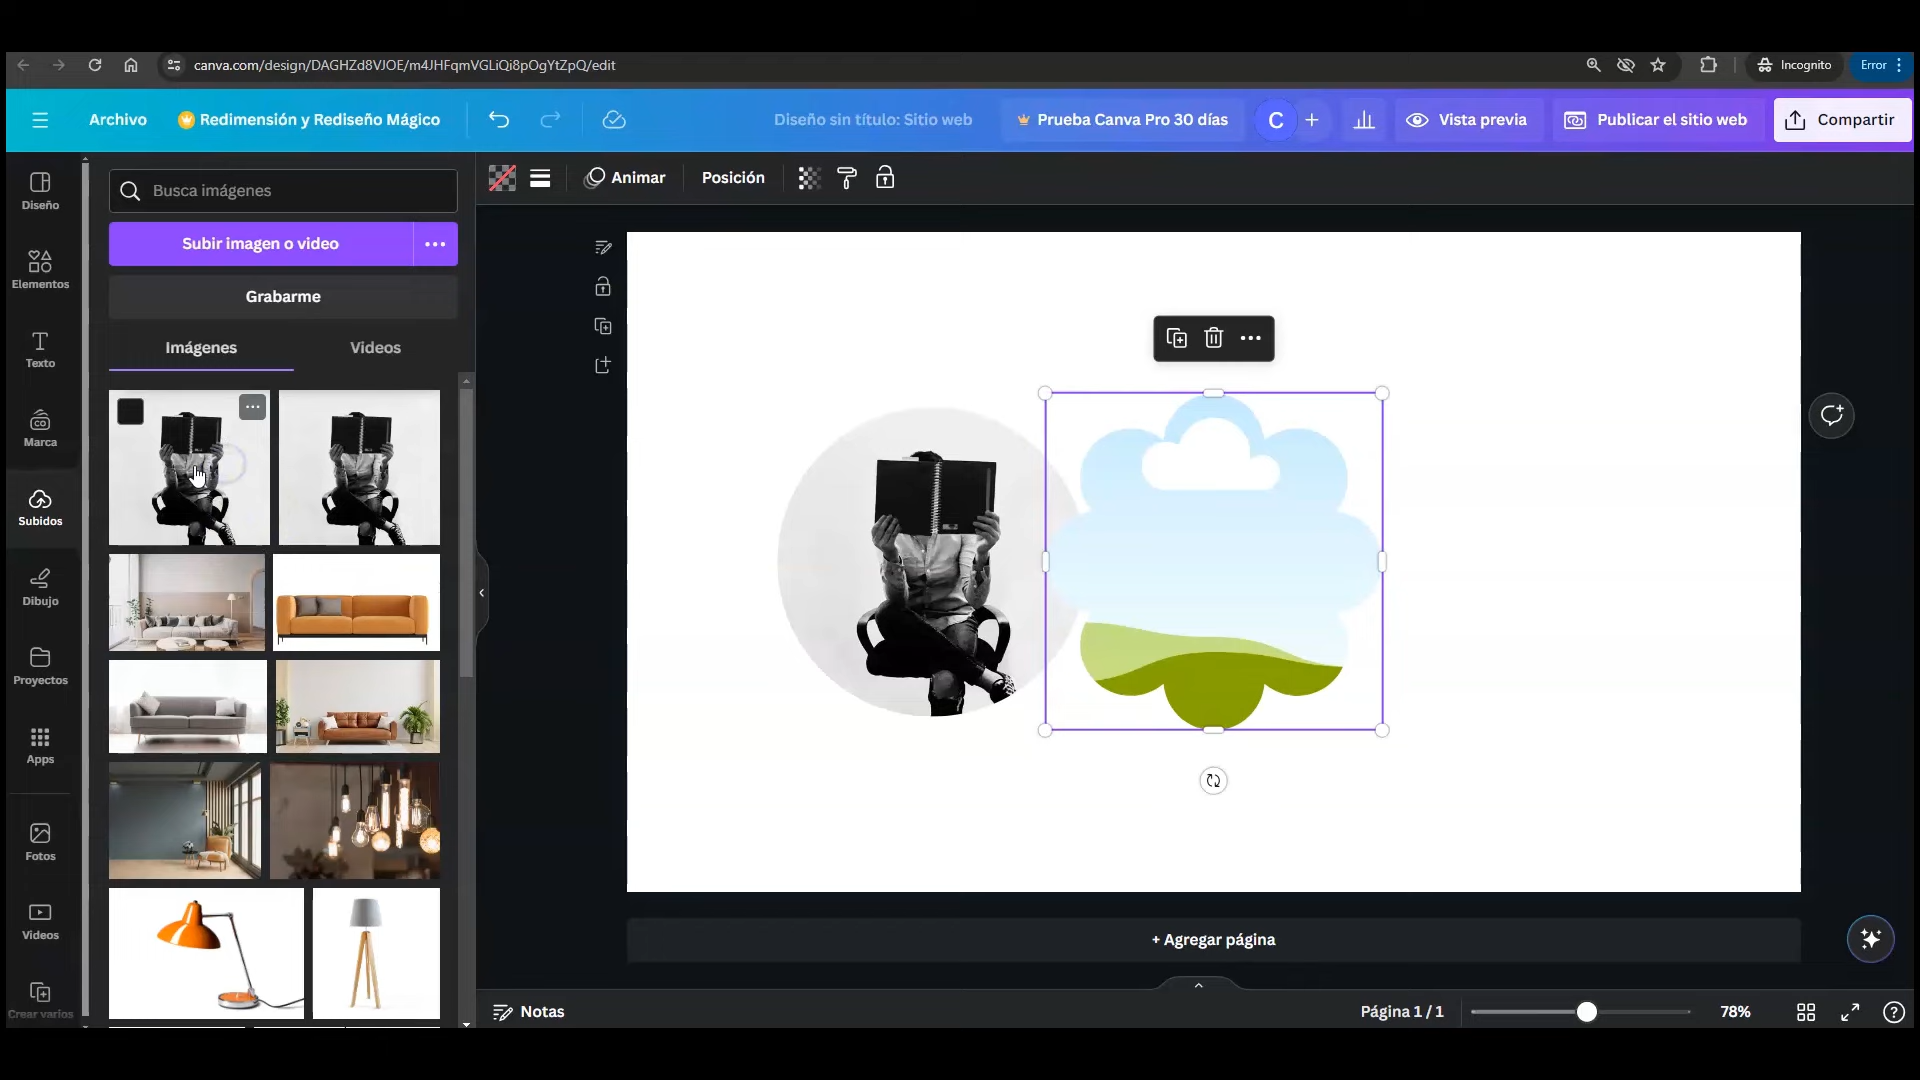 canva.com/design/DAGHZd8VJOE/m4JHFqmVGLiQi8pOgYtZpQ/edit
Incognito
Error
Archivo
Redimensión y Rediseño Mágico
Diseño sin título: Sitio web
Prueba Canva Pro 30 días
C
Vista previa
Publicar el sitio web
Compartir
Diseño
Elementos
Texto
Marca
Subidos
Dibujo
Proyectos
Apps
Fotos
Videos
Crear varios
Busca imágenes
Subir imagen o video
Grabarme
Imágenes
Videos
Animar
Posición
+ Agregar página
Notas
Página 1 / 1
78%